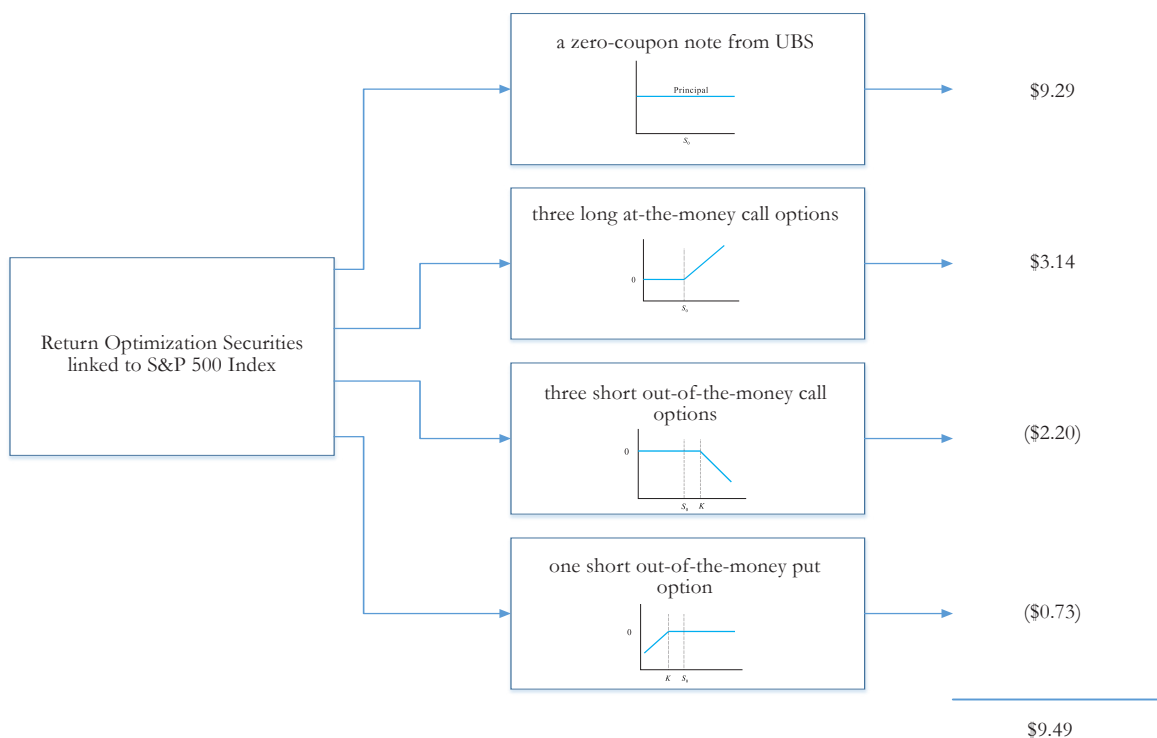 a zero-coupon note from UBS
Principal
S₀
$9.29
three long at-the-money call options
0
S₀
$3.14
Return Optimization Securities
linked to S&P 500 Index
three short out-of-the-money call
options
0
S₀ K
($2.20)
one short out-of-the-money put
option
0
K S₀
($0.73)
$9.49